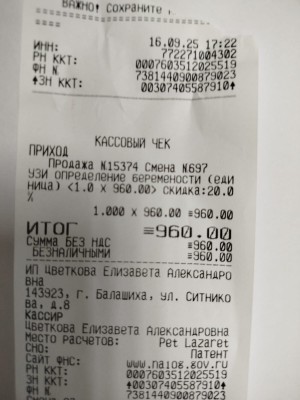 ВАЖНО! Сохраните
====
16.09.25 17:22
ИНН: 772271004302
РН ККТ: 0007603512025519
ФН № 7381440900879023
↑ЗН ККТ: 003074055879​10↑
КАССОВЫЙ ЧЕК
ПРИХОД
Продажа №15374 Смена №697
УЗИ определение беремености (еди
ница) <1.0 x 960.00> скидка:20.0
%
1.000 x 960.00 ≡960.00
ИТОГ ≡960.00
СУММА БЕЗ НДС ≡960.00
БЕЗНАЛИЧНЫМИ ≡960.00
ИП Цветкова Елизавета Александро
вна
143923, г. Балашиха, ул. Ситнико
ва, д.8
КАССИР
Цветкова Елизавета Александровна
Место расчетов: Pet Lazaret
СНО: Патент
Сайт ФНС: www.nalog.gov.ru
РН ККТ: 0007603512025519
ЗН ККТ: ↑00307405587910↑
ФН № 7381440900879023